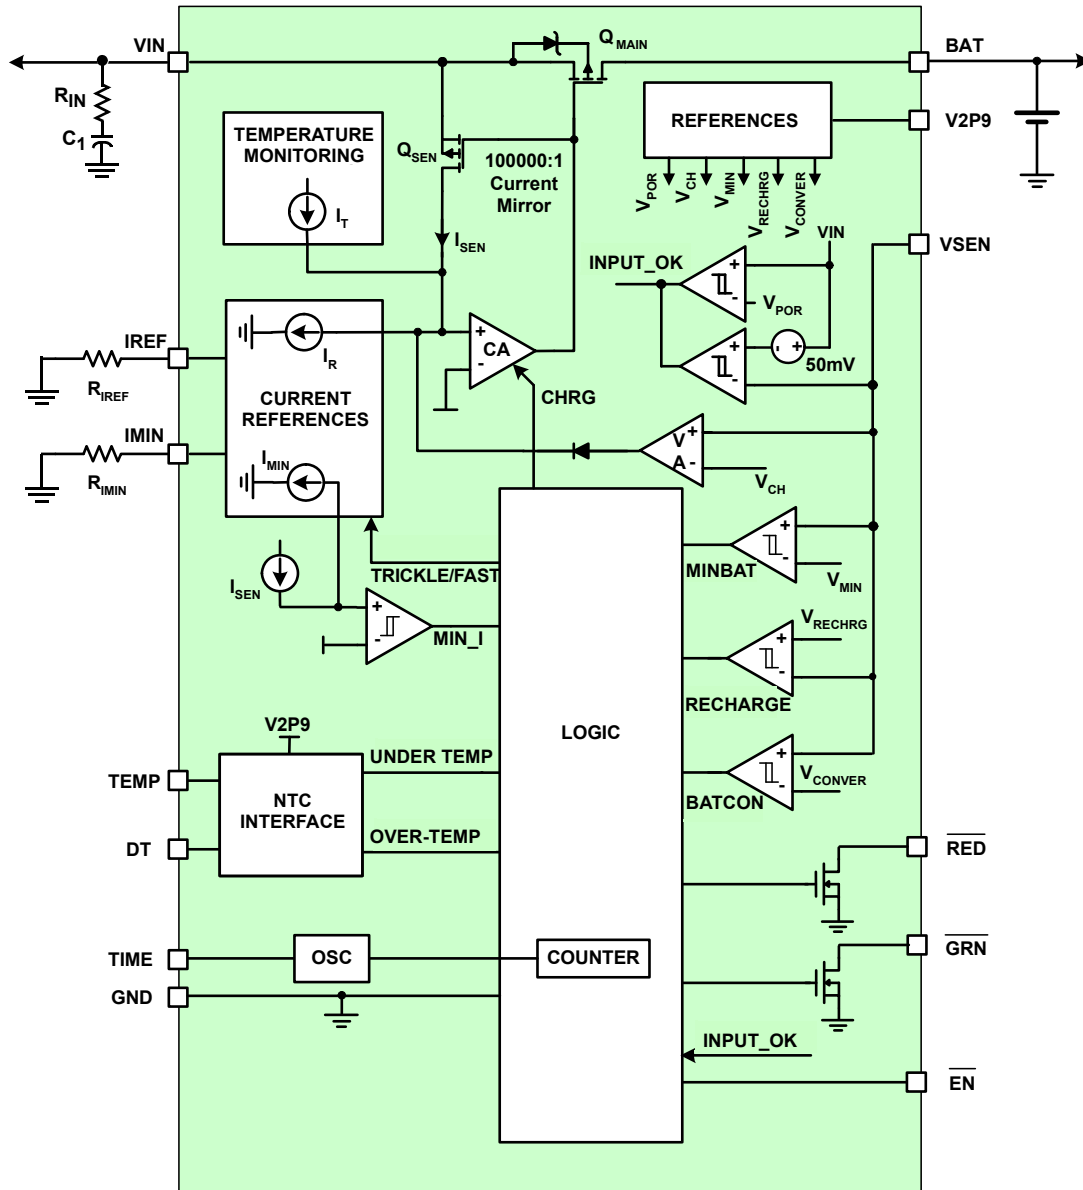 VIN
Q MAIN
BAT
R IN
C1
TEMPERATURE
MONITORING
I T
Q SEN
100000:1
Current
Mirror
I SEN
REFERENCES
V2P9
V POR
V CH
V MIN
V RECHRG
V CONVER
VIN
VSEN
INPUT_OK
+
-
V POR
+
-
- +
50mV
IREF
R IREF
IMIN
R IMIN
I R
CURRENT
REFERENCES
I MIN
+
CA
-
CHRG
V +
A -
V CH
TRICKLE/FAST
I SEN
+
-
MIN_I
MINBAT
+
-
V MIN
V RECHRG
+
-
RECHARGE
LOGIC
+
-
V CONVER
BATCON
V2P9
TEMP
DT
NTC
INTERFACE
UNDER TEMP
OVER-TEMP
RED
GRN
TIME
OSC
COUNTER
GND
INPUT_OK
EN